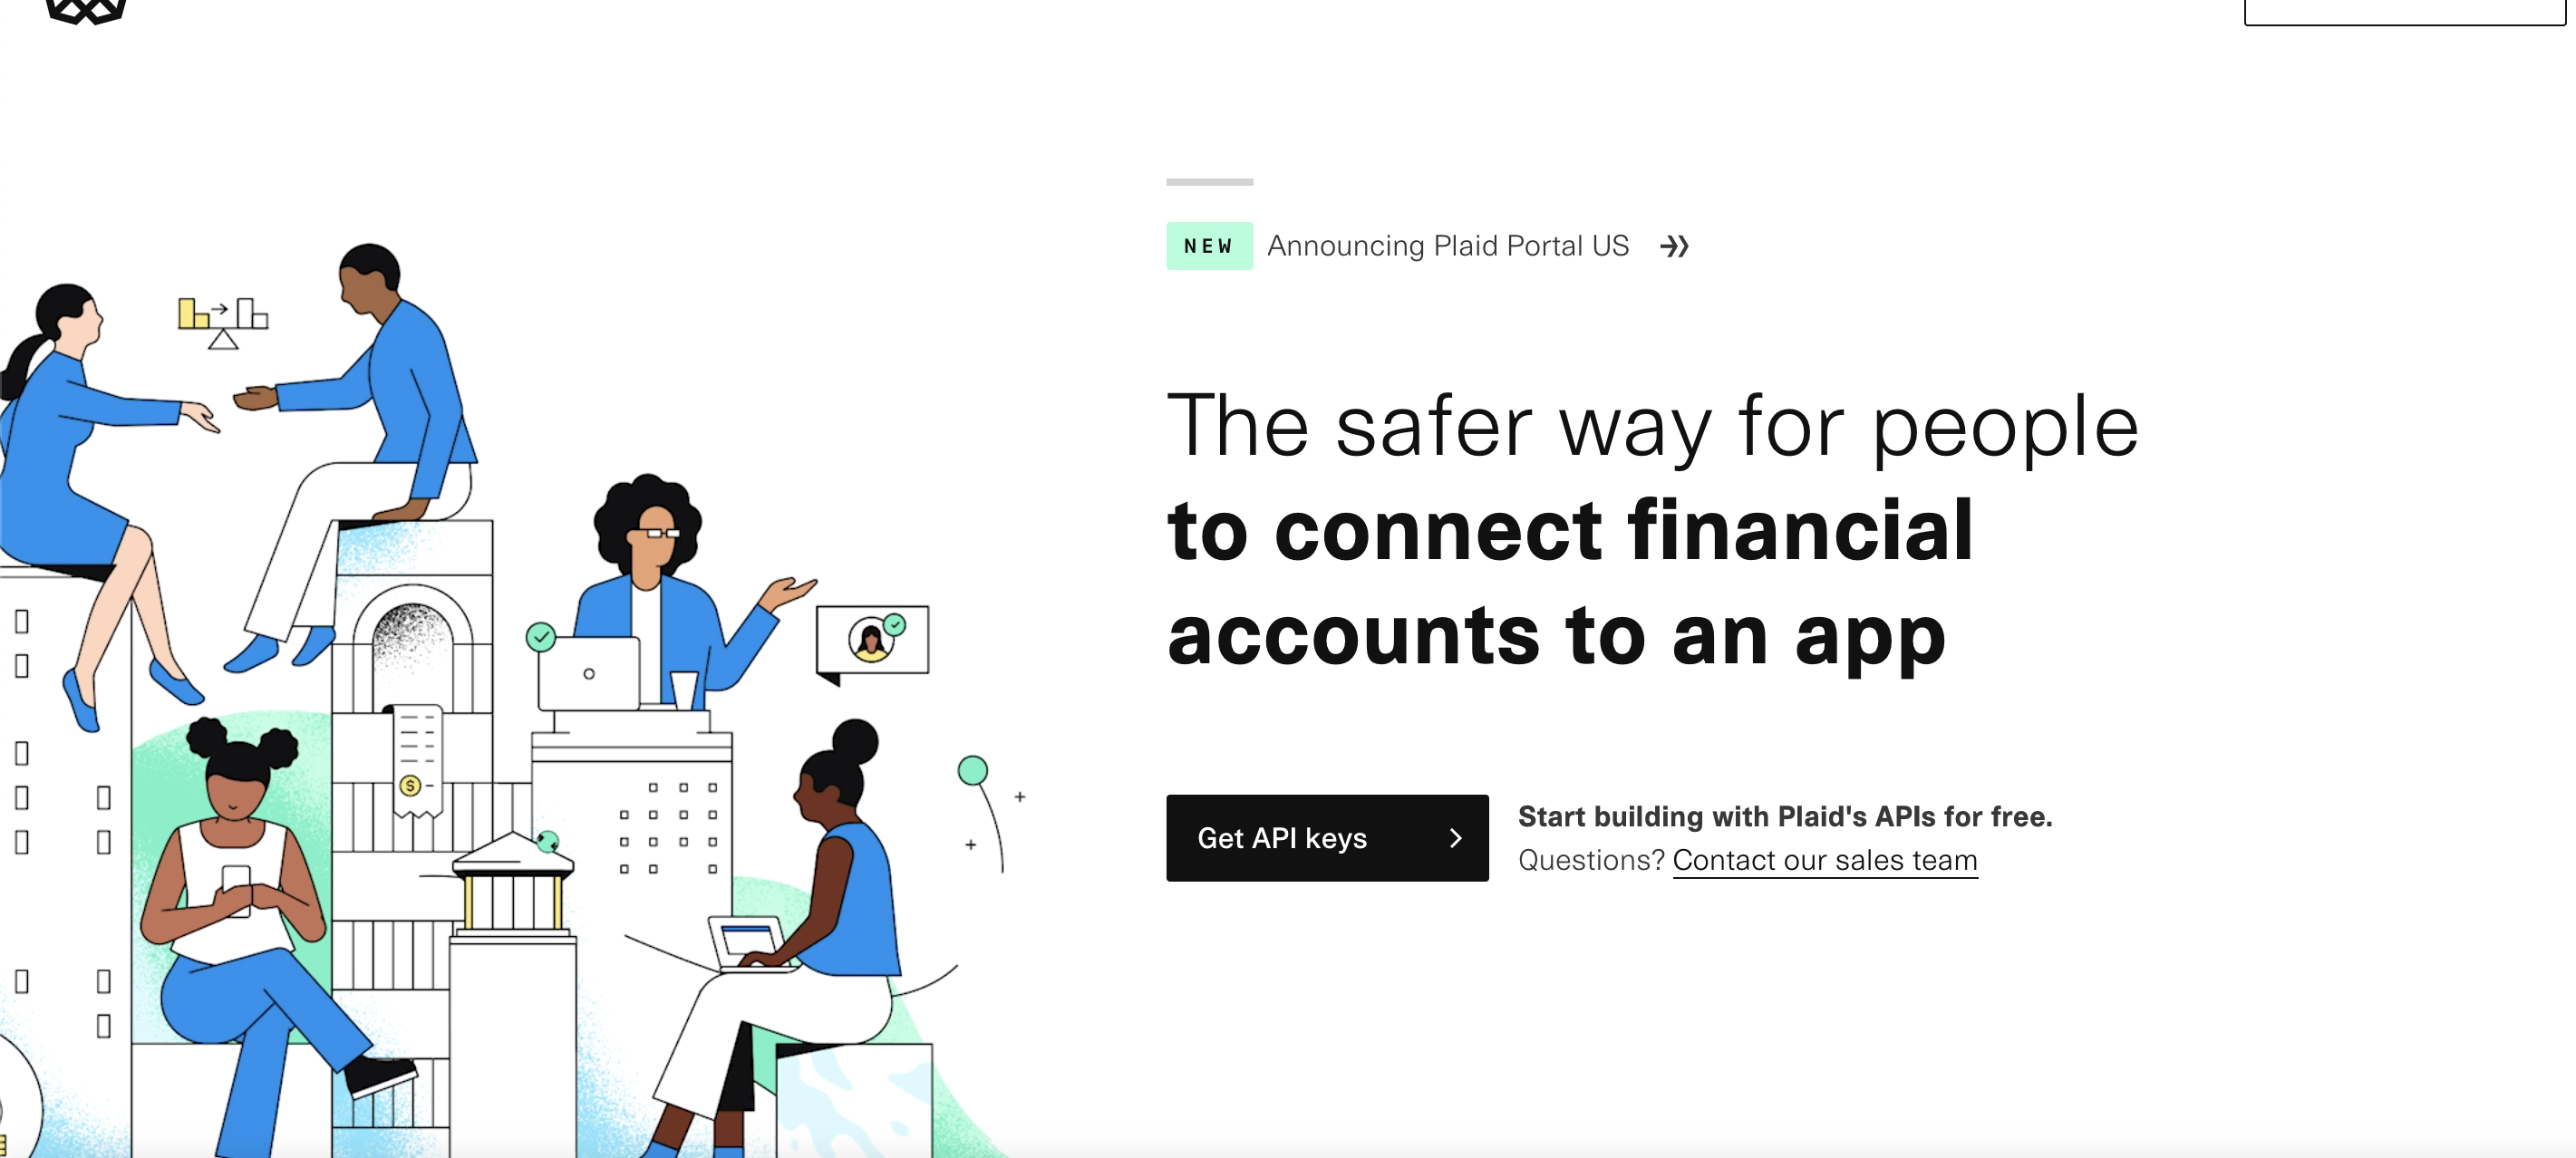 NEW Announcing Plaid Portal US
The safer way for people
to connect financial
accounts to an app
$
Get API keys
Start building with Plaid's APIs for free.
Questions? Contact our sales team